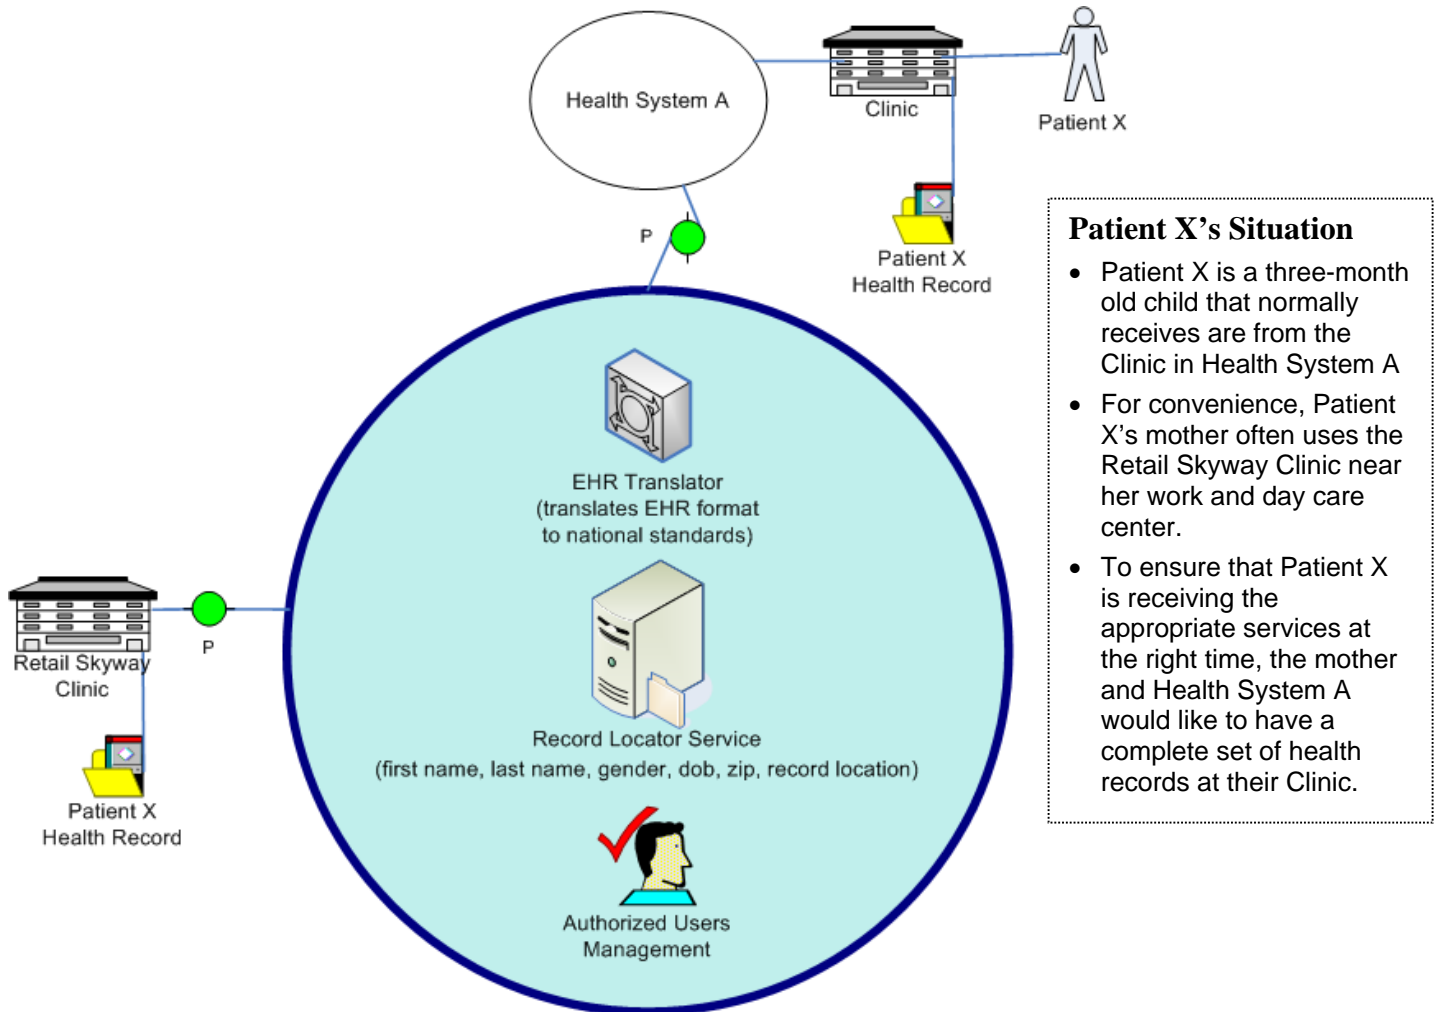 Health System A
Clinic
Patient X
P
Patient X
Health Record
EHR Translator
(translates EHR format
to national standards)
Record Locator Service
(first name, last name, gender, dob, zip, record location)
Authorized Users
Management
Retail Skyway
Clinic
P
Patient X
Health Record
Patient X’s Situation
• Patient X is a three-month
old child that normally
receives are from the
Clinic in Health System A
• For convenience, Patient
X’s mother often uses the
Retail Skyway Clinic near
her work and day care
center.
• To ensure that Patient X
is receiving the
appropriate services at
the right time, the mother
and Health System A
would like to have a
complete set of health
records at their Clinic.